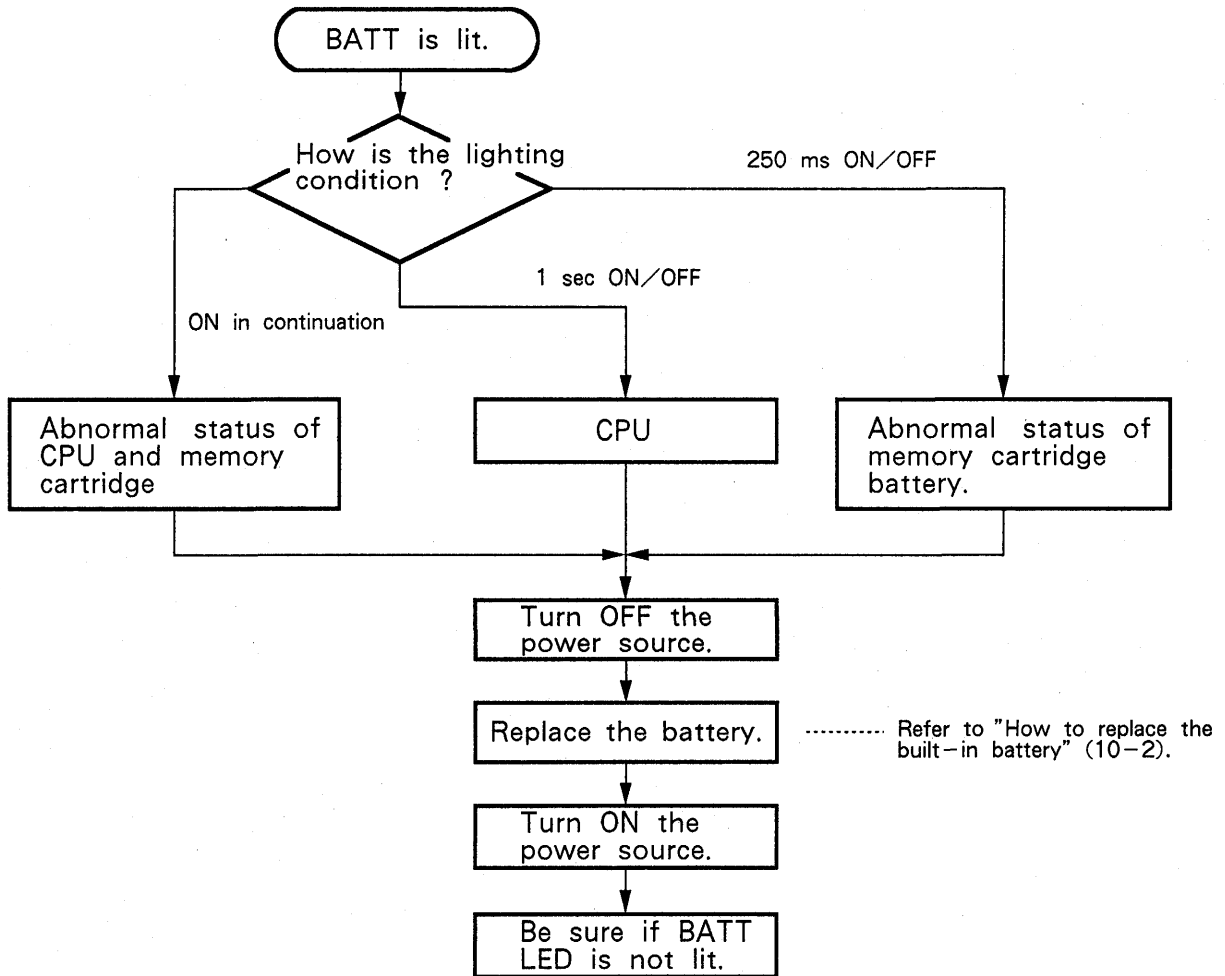 BATT is lit.
How is the lighting
condition ?
250 ms ON/OFF
1 sec ON/OFF
ON in continuation
Abnormal status of
CPU and memory
cartridge
CPU
Abnormal status of
memory cartridge
battery.
Turn OFF the
power source.
Replace the battery.
Refer to "How to replace the
built-in battery" (10-2).
Turn ON the
power source.
Be sure if BATT
LED is not lit.